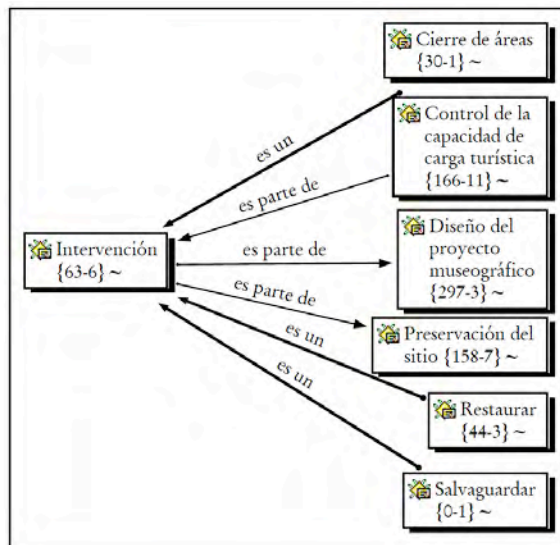 Cierre de áreas
{30-1} ~
es un
Control de la
capacidad de
carga turística
{166-11} ~
es parte de
Intervención
{63-6} ~
es parte de
Diseño del
proyecto
museográfico
{297-3} ~
es parte de
Preservación del
sitio {158-7} ~
es un
Restaurar
{44-3} ~
es un
Salvaguardar
{0-1} ~